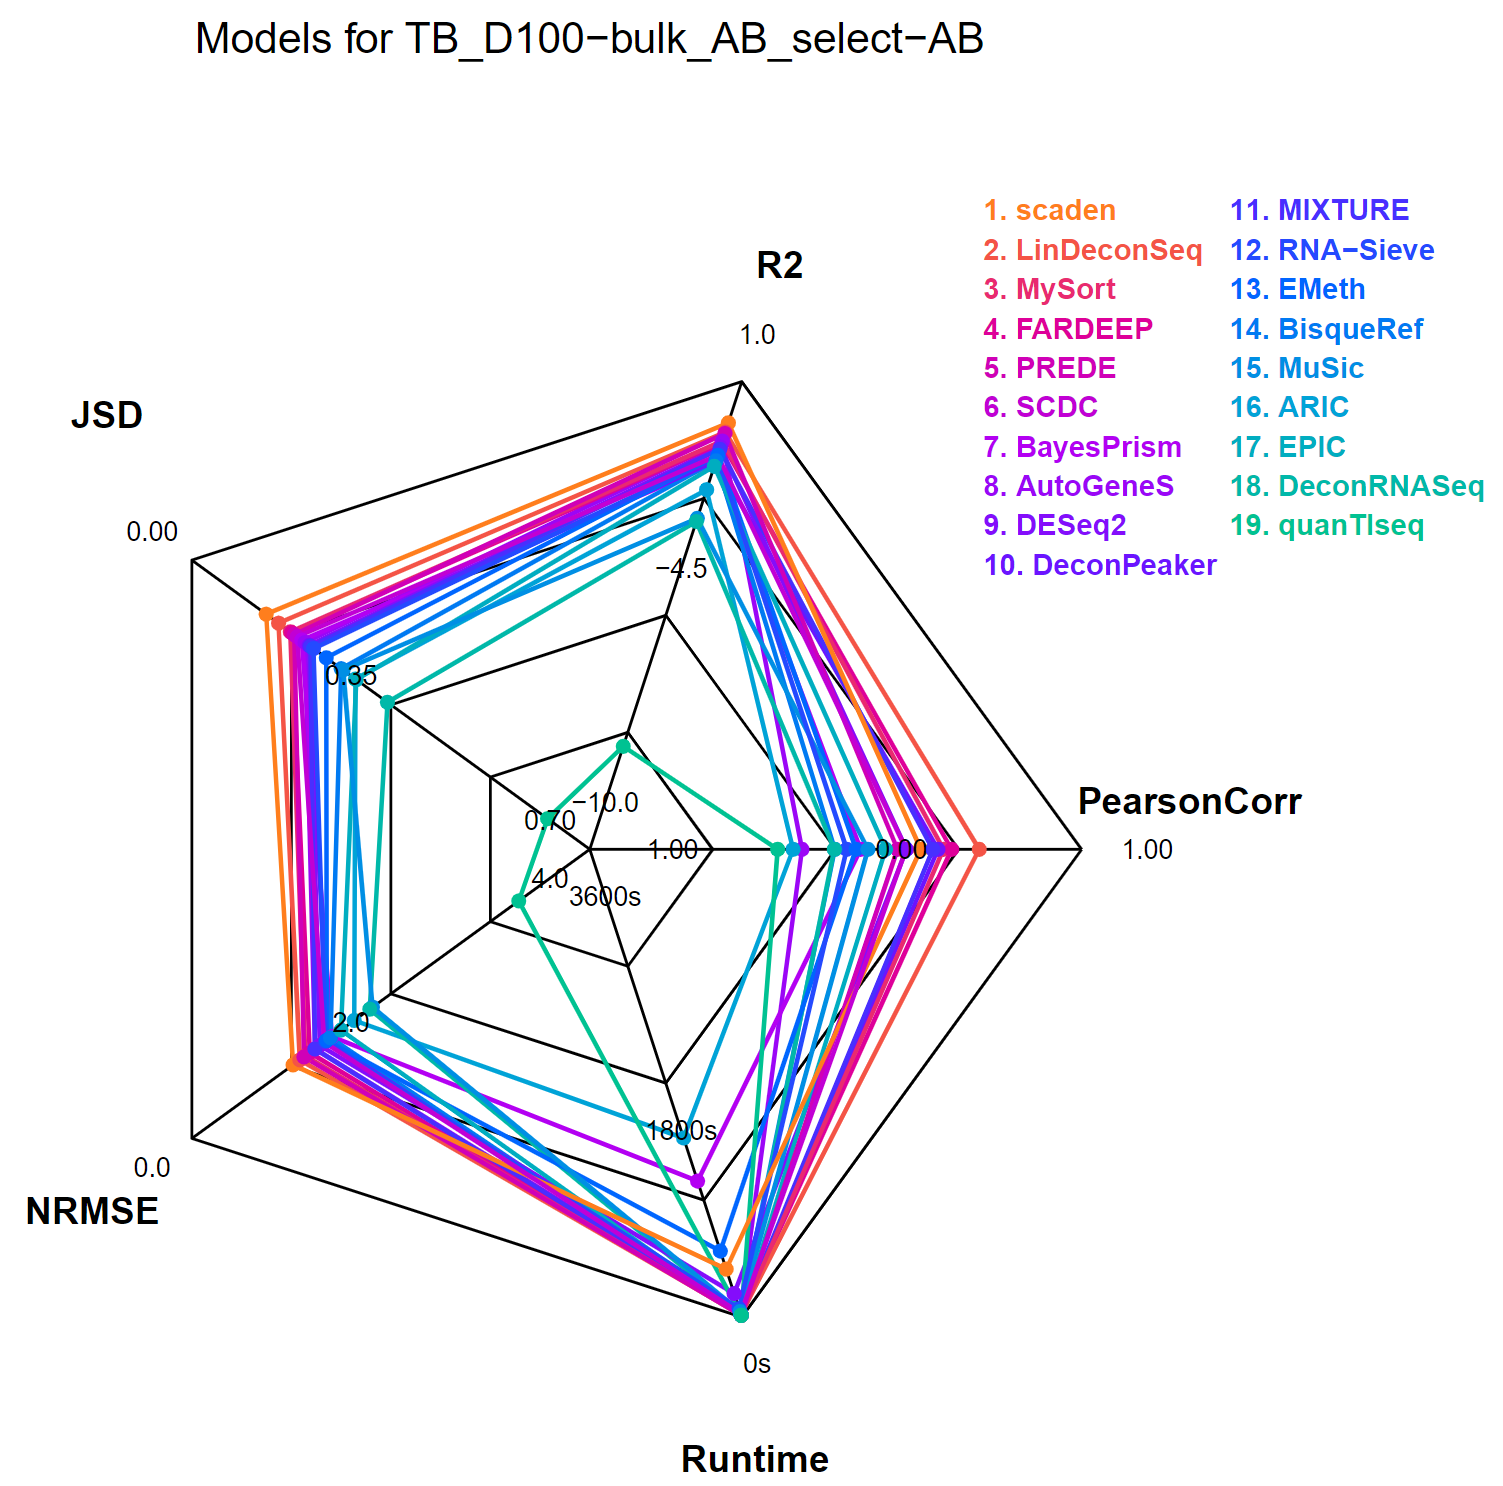 Models for TB_D100−bulk_AB_select−AB
1. scaden
2. LinDeconSeq
3. MySort
4. FARDEEP
5. PREDE
6. SCDC
7. BayesPrism
8. AutoGeneS
9. DESeq2
10. DeconPeaker
11. MIXTURE
12. RNA−Sieve
13. EMeth
14. BisqueRef
15. MuSic
16. ARIC
17. EPIC
18. DeconRNASeq
19. quanTIseq
R2
1.0
−4.5
−10.0
JSD
0.00
0.35
0.70
PearsonCorr
1.00
0.00
1.00
4.0
2.0
0.0
NRMSE
3600s
1800s
0s
Runtime